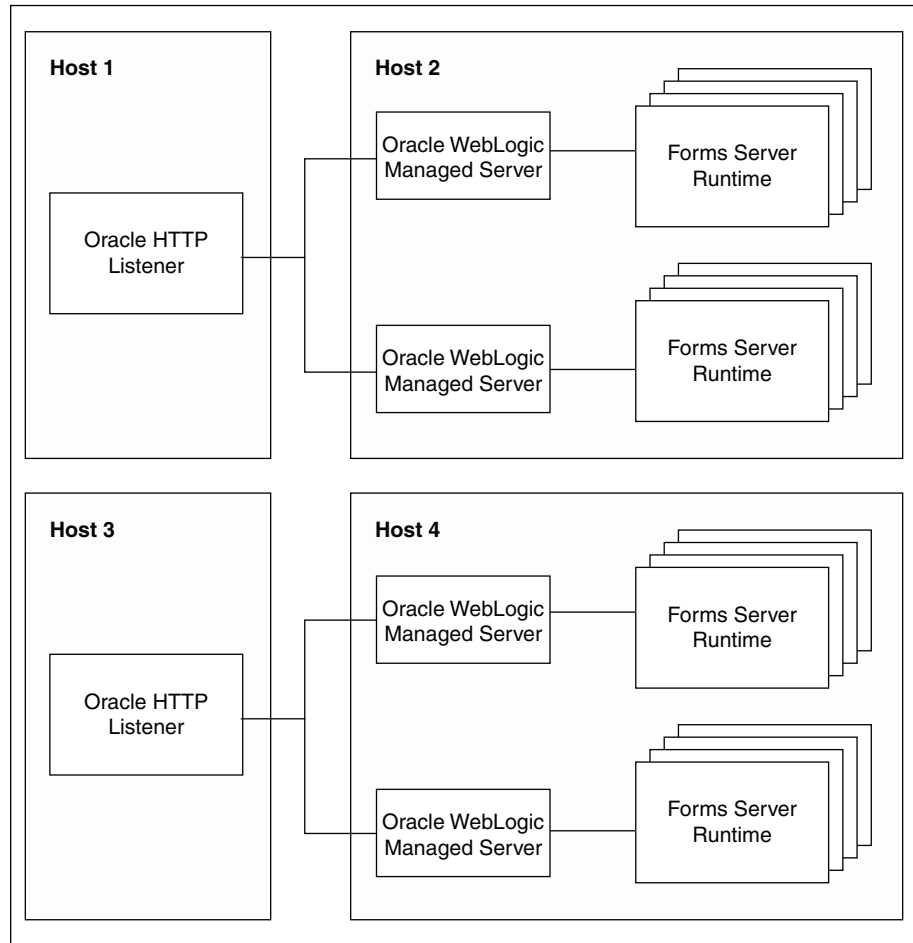 Host 1
Oracle HTTP
Listener
Host 2
Oracle WebLogic
Managed Server
Forms Server
Runtime
Oracle WebLogic
Managed Server
Forms Server
Runtime
Host 3
Oracle HTTP
Listener
Host 4
Oracle WebLogic
Managed Server
Forms Server
Runtime
Oracle WebLogic
Managed Server
Forms Server
Runtime